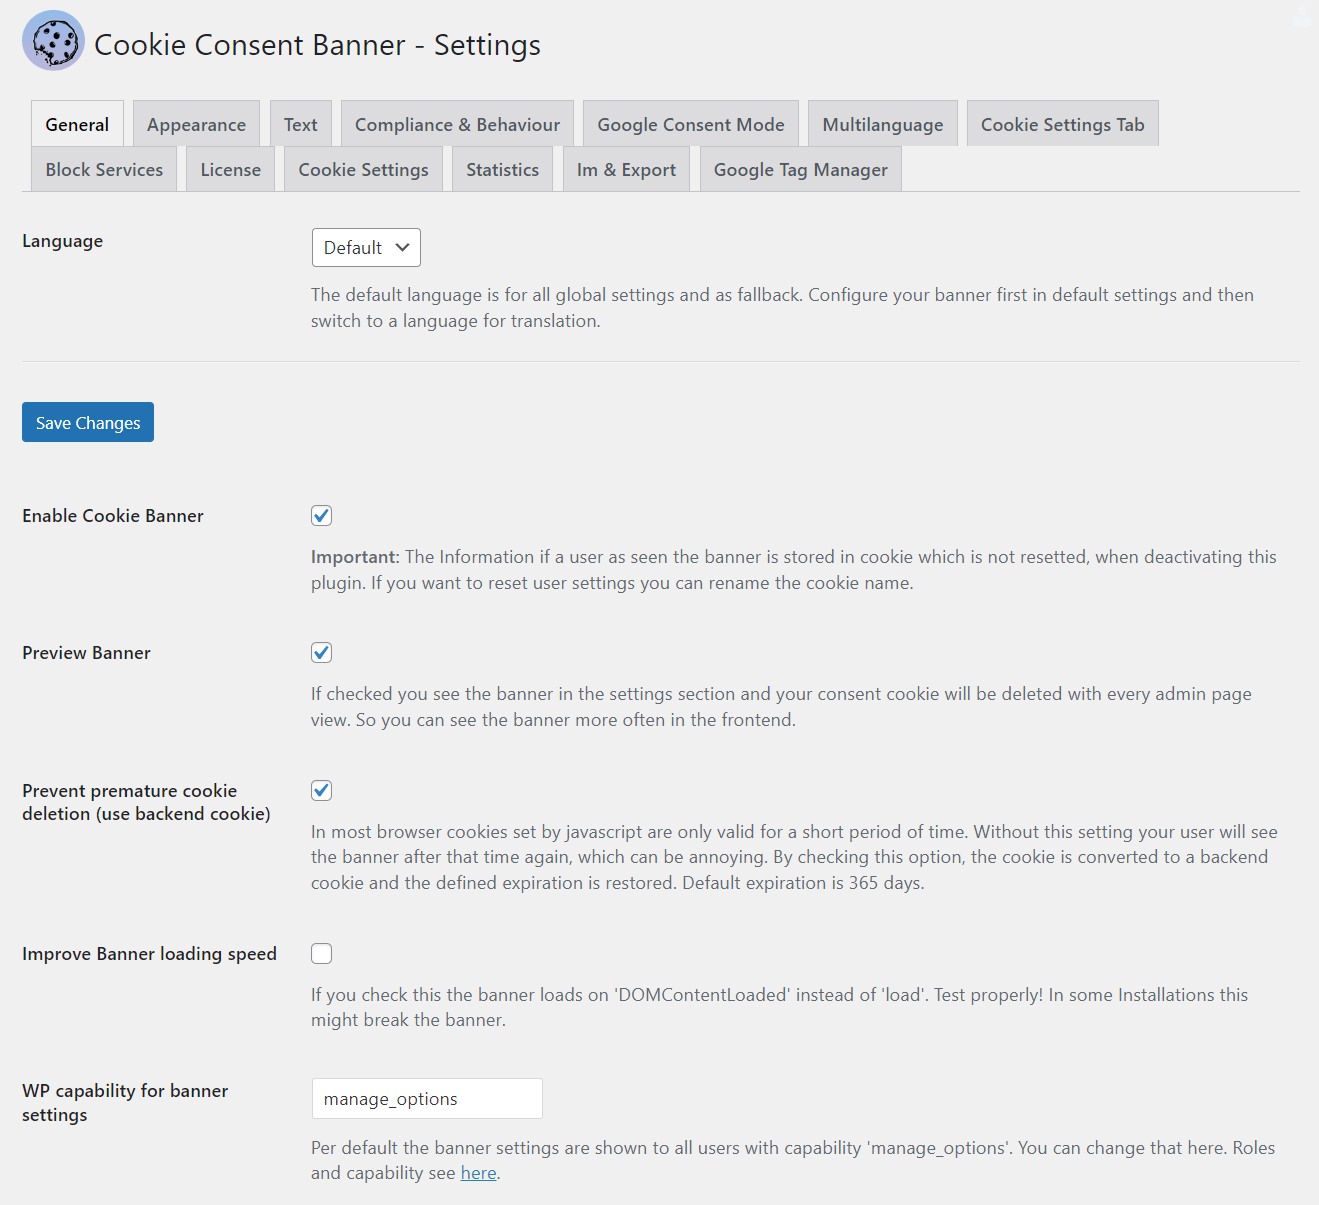 Cookie Consent Banner - Settings
General Appearance Text Compliance & Behaviour Google Consent Mode Multilanguage Cookie Settings Tab
Block Services License Cookie Settings Statistics Im & Export Google Tag Manager
Language
Default
The default language is for all global settings and as fallback. Configure your banner first in default settings and then
switch to a language for translation.
Save Changes
Enable Cookie Banner
Important: The Information if a user as seen the banner is stored in cookie which is not resetted, when deactivating this
plugin. If you want to reset user settings you can rename the cookie name.
Preview Banner
If checked you see the banner in the settings section and your consent cookie will be deleted with every admin page
view. So you can see the banner more often in the frontend.
Prevent premature cookie
deletion (use backend cookie)
In most browser cookies set by javascript are only valid for a short period of time. Without this setting your user will see
the banner after that time again, which can be annoying. By checking this option, the cookie is converted to a backend
cookie and the defined expiration is restored. Default expiration is 365 days.
Improve Banner loading speed
If you check this the banner loads on 'DOMContentLoaded' instead of 'load'. Test properly! In some Installations this
might break the banner.
WP capability for banner
settings
manage_options
Per default the banner settings are shown to all users with capability 'manage_options'. You can change that here. Roles
and capability see here.